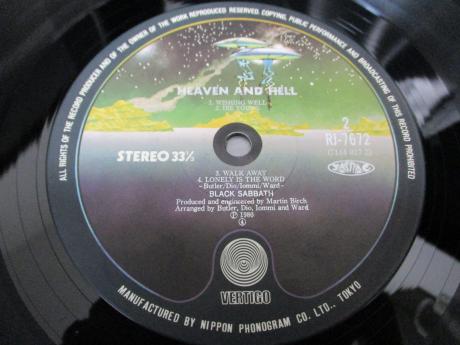 ALL RIGHTS OF THE RECORD PRODUCER AND OF THE OWNER OF THE WORK REPRODUCED RESERVED. COPYING, PUBLIC PERFORMANCE AND BROADCASTING OF THIS RECORD PROHIBITED.
HEAVEN AND HELL
1. WISHING WELL
2. DIE YOUNG
2
RJ-7672
STEREO 33⅓
3. WALK AWAY
4. LONELY IS THE WORD
~Butler/Dio/Iommi/Ward~
BLACK SABBATH
Produced and engineered by Martin Birch
Arranged by Butler, Dio, Iommi and Ward
Ⓟ 1980
VERTIGO
MANUFACTURED BY NIPPON PHONOGRAM CO. LTD., TOKYO